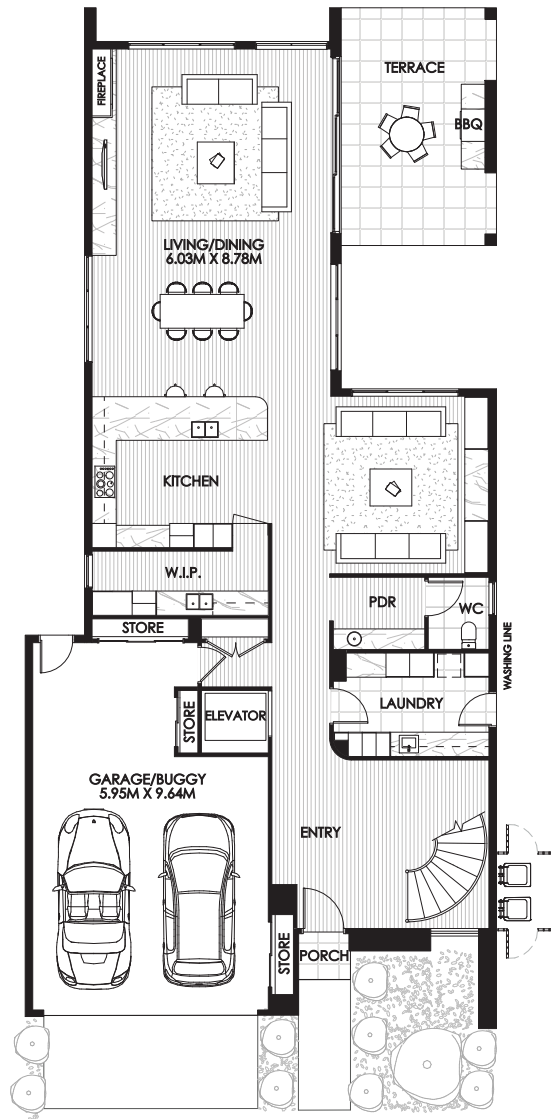 TERRACE
FIREPLACE
BBQ
LIVING/DINING
6.03M X 8.78M
KITCHEN
W.I.P.
PDR
WC
STORE
WASHING LINE
LAUNDRY
STORE
ELEVATOR
GARAGE/BUGGY
5.95M X 9.64M
ENTRY
STORE
PORCH